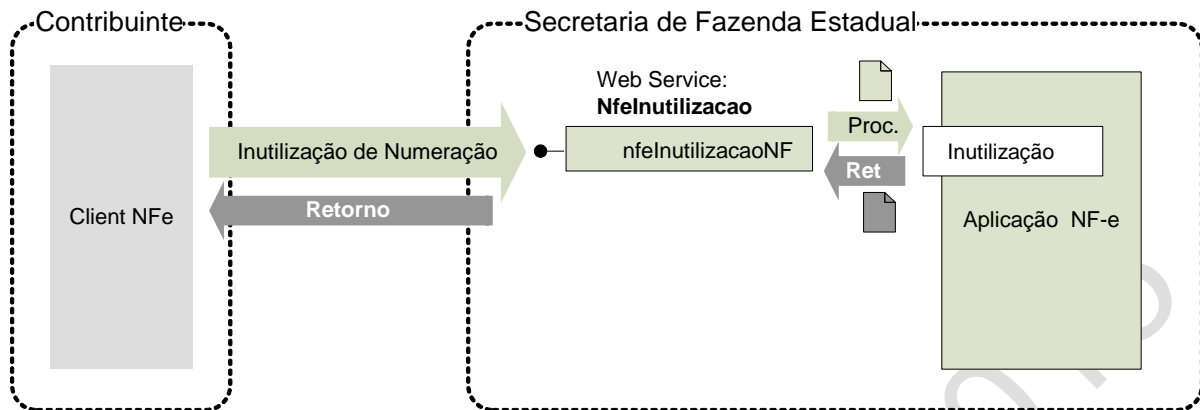 Contribuinte
Secretaria de Fazenda Estadual
Web Service:
NfeInutilizacao
Client NFe
Inutilização de Numeração
Retorno
nfeInutilizacaoNF
Proc.
Ret
Inutilização
Aplicação NF-e